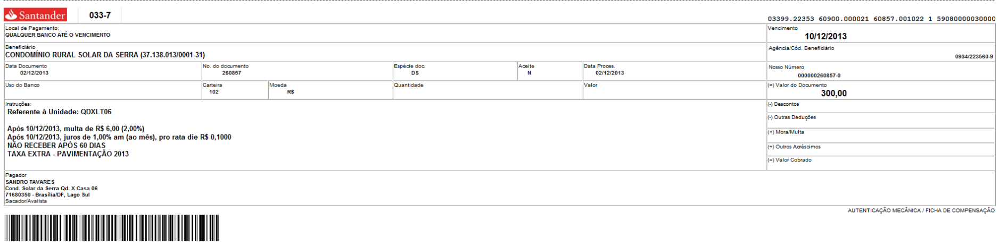 Santander 033-7 03399.22353 60900.000021 60857.001022 1 59080000030000
Local de Pagamento:
QUALQUER BANCO ATÉ O VENCIMENTO
Vencimento
10/12/2013
Beneficiário
CONDOMÍNIO RURAL SOLAR DA SERRA (37.138.013/0001-31)
Agência/Cód. Beneficiário
0934/223560-9
Data Documento
02/12/2013
No. do documento
260857
Espécie doc.
DS
Aceite
N
Data Proces.
02/12/2013
Nosso Número
000000260857-0
Uso do Banco
Carteira
102
Moeda
R$
Quantidade
Valor
(=) Valor do Documento
300,00
Instruções:
Referente à Unidade: QDXLT06
Após 10/12/2013, multa de R$ 6,00 (2,00%)
Após 10/12/2013, juros de 1,00% am (ao mês), pro rata die R$ 0,1000
NÃO RECEBER APÓS 60 DIAS
TAXA EXTRA - PAVIMENTAÇÃO 2013
(-) Descontos
(-) Outras Deduções
(+) Mora/Multa
(+) Outros Acréscimos
(=) Valor Cobrado
Pagador
SANDRO TAVARES
Cond. Solar da Serra Qd. X Casa 06
71680350 - Brasília/DF, Lago Sul
Sacador/Avalista
AUTENTICAÇÃO MECÂNICA / FICHA DE COMPENSAÇÃO